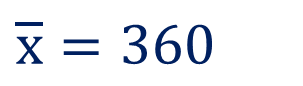 x̅ = 360